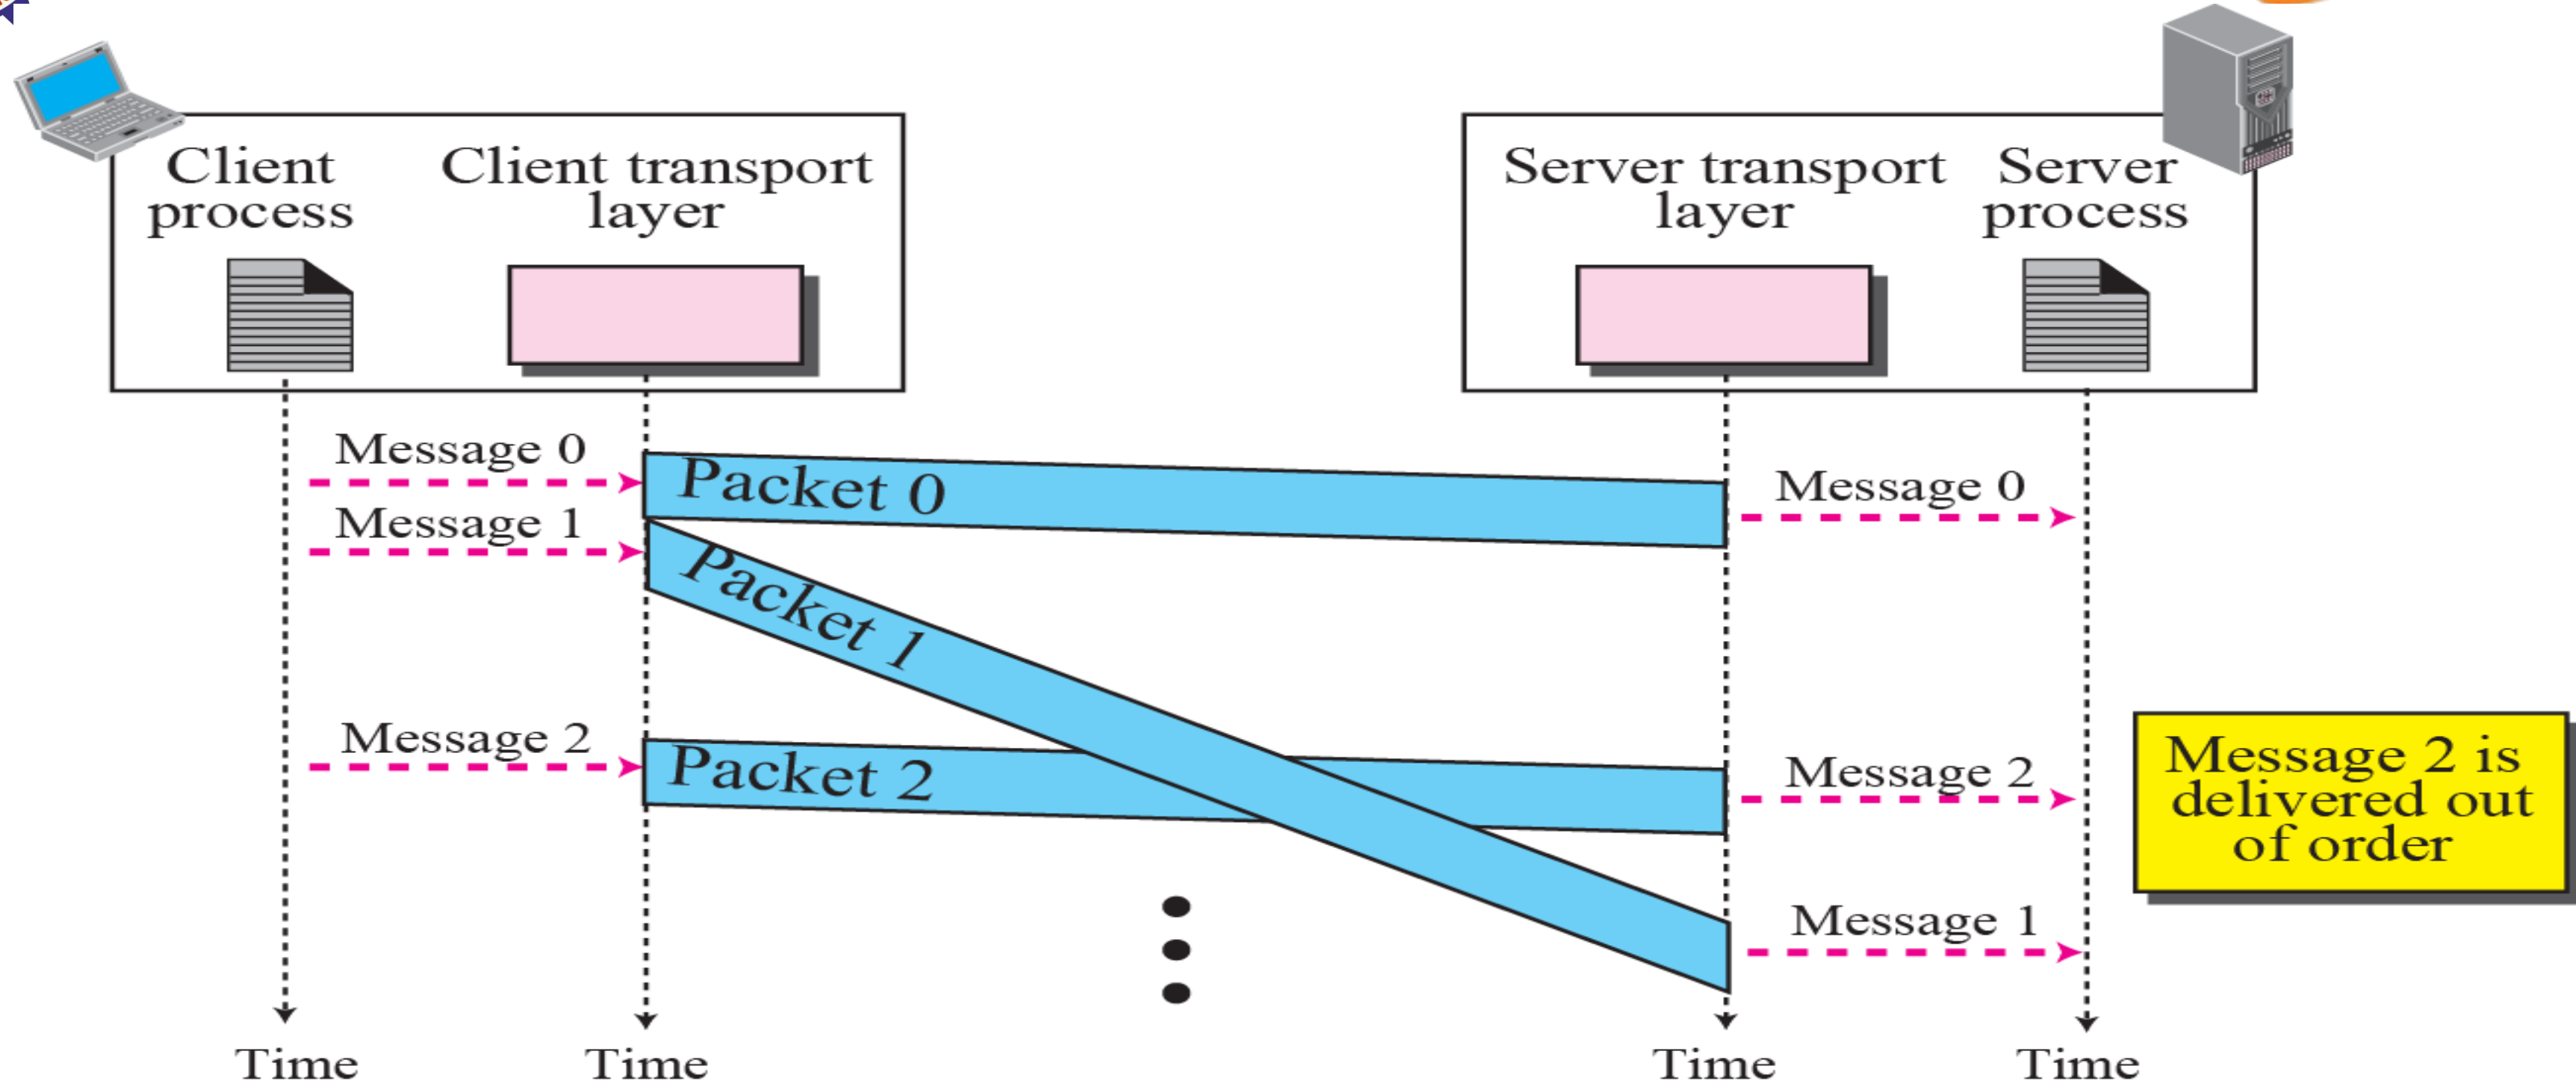 Client
process
Client transport
layer
Server transport
layer
Server
process
Message 0
Message 1
Message 2
Packet 0
Packet 1
Packet 2
Message 0
Message 2
Message 1
Message 2 is
delivered out
of order
Time
Time
Time
Time